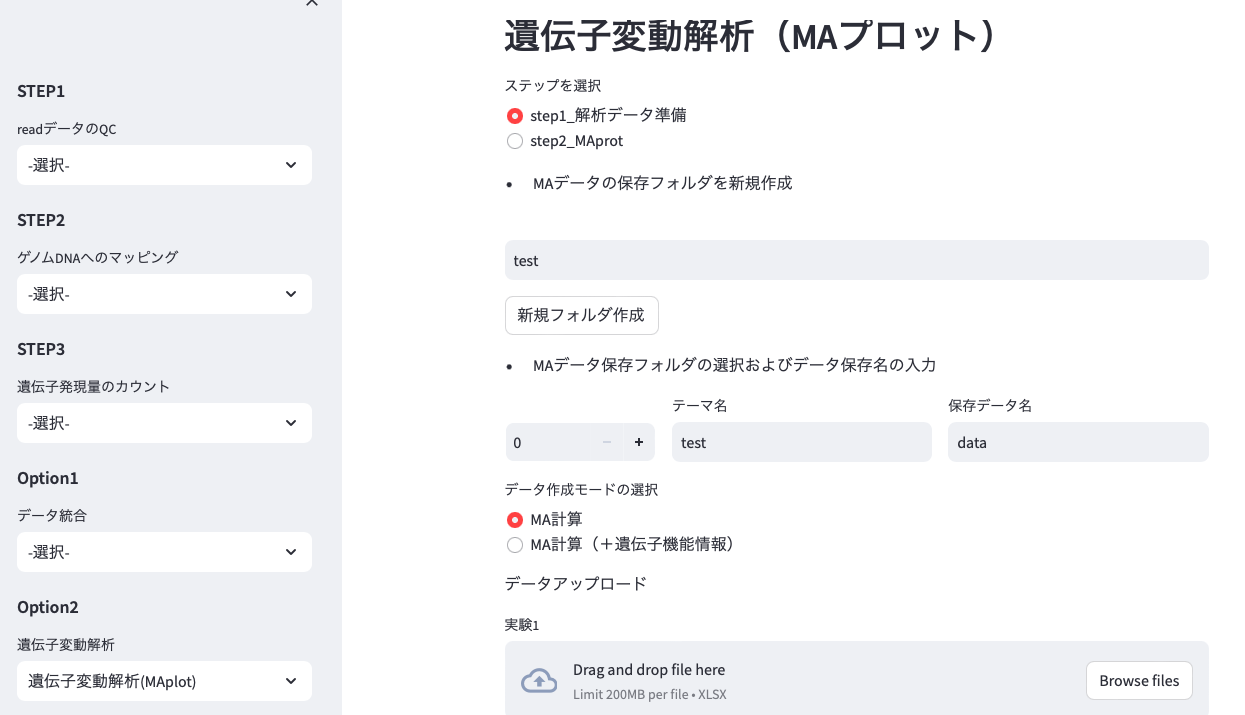 STEP1
readデータのQC
-選択-
STEP2
ゲノムDNAへのマッピング
-選択-
STEP3
遺伝子発現量のカウント
-選択-
Option1
データ統合
-選択-
Option2
遺伝子変動解析
遺伝子変動解析(MAplot)
遺伝子変動解析（MAプロット）
ステップを選択
step1_解析データ準備
step2_MAprot
• MAデータの保存フォルダを新規作成
test
新規フォルダ作成
• MAデータ保存フォルダの選択およびデータ保存名の入力
テーマ名 保存データ名
0 − + test data
データ作成モードの選択
MA計算
MA計算（＋遺伝子機能情報）
データアップロード
実験1
Drag and drop file here
Limit 200MB per file • XLSX
Browse files